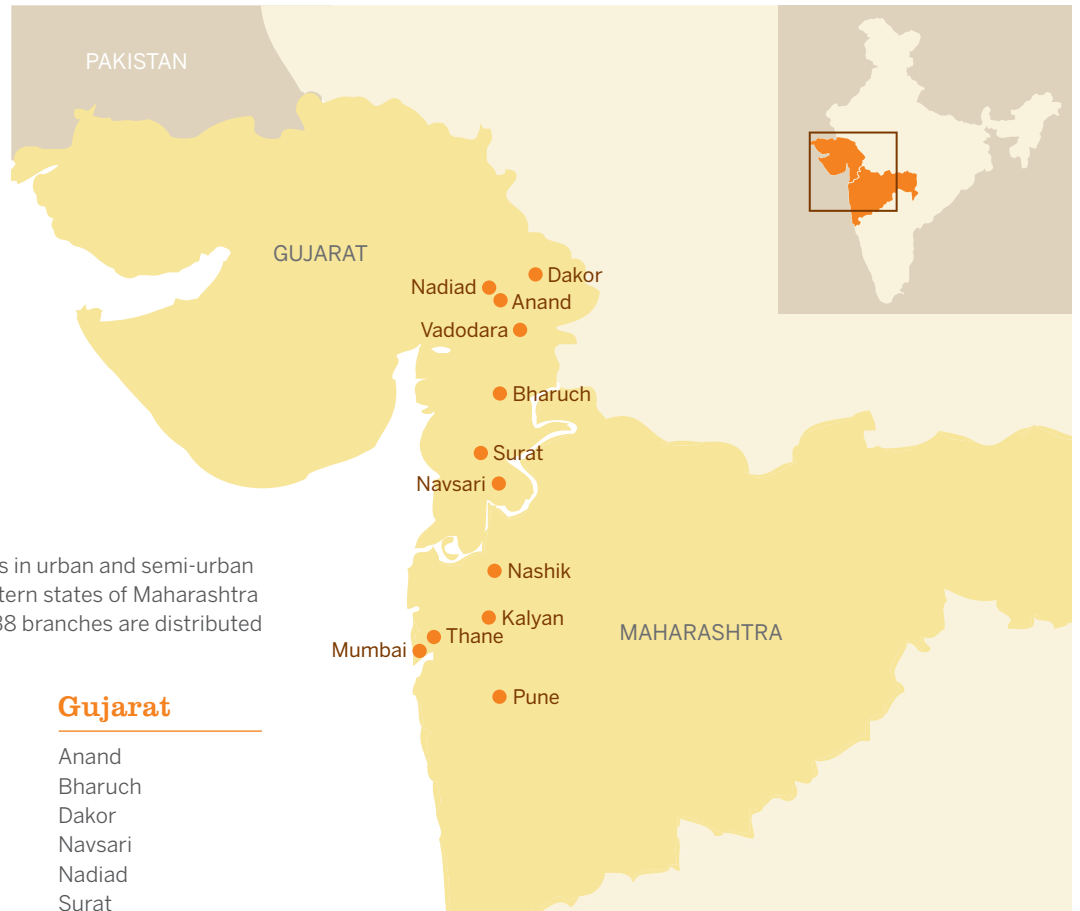 PAKISTAN
GUJARAT
Dakor
Nadiad
Anand
Vadodara
Bharuch
Surat
Navsari
Nashik
Kalyan
Thane
Mumbai
MAHARASHTRA
Pune
in urban and semi-urban
states of Maharashtra
branches are distributed
Gujarat
Anand
Bharuch
Dakor
Navsari
Nadiad
Surat